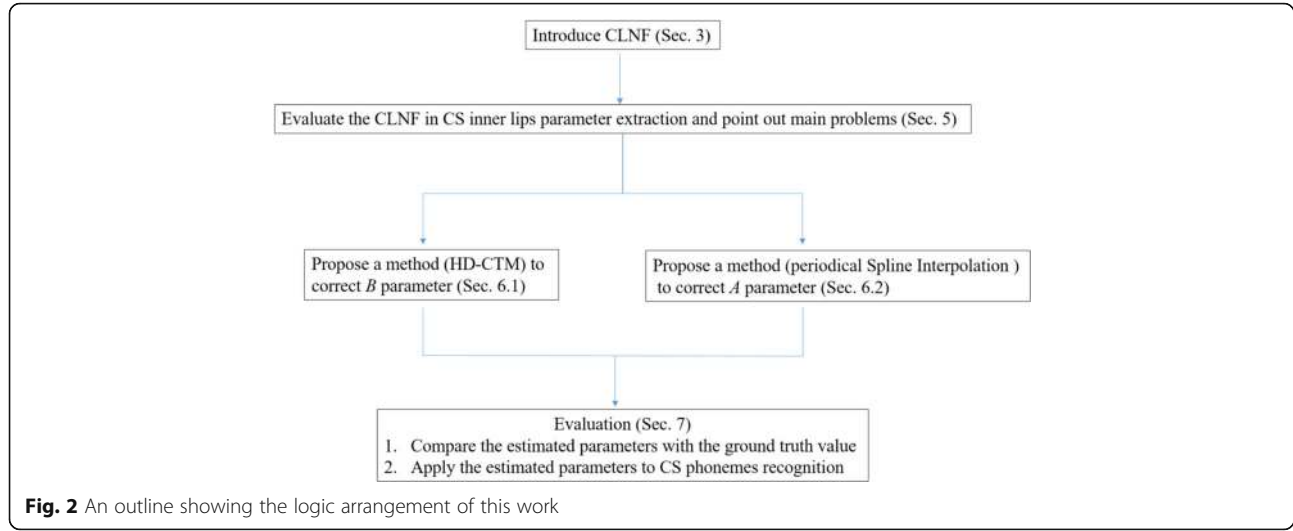 Introduce CLNF (Sec. 3)
Evaluate the CLNF in CS inner lips parameter extraction and point out main problems (Sec. 5)
Propose a method (HD-CTM) to
correct B parameter (Sec. 6.1)
Propose a method (periodical Spline Interpolation )
to correct A parameter (Sec. 6.2)
Evaluation (Sec. 7)
1. Compare the estimated parameters with the ground truth value
2. Apply the estimated parameters to CS phonemes recognition
Fig. 2 An outline showing the logic arrangement of this work